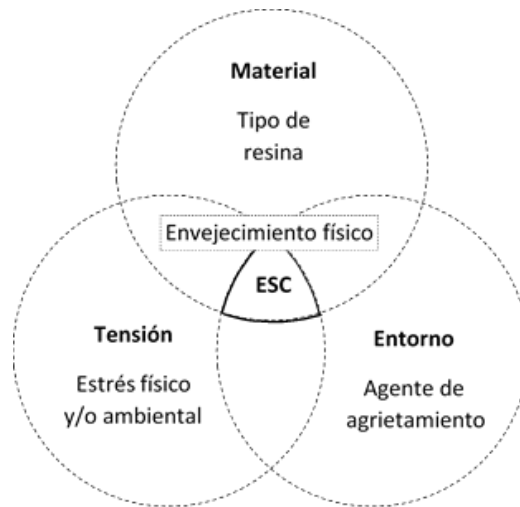 Material
Tipo de
resina
Envejecimiento físico
ESC
Tensión
Estrés físico
y/o ambiental
Entorno
Agente de
agrietamiento